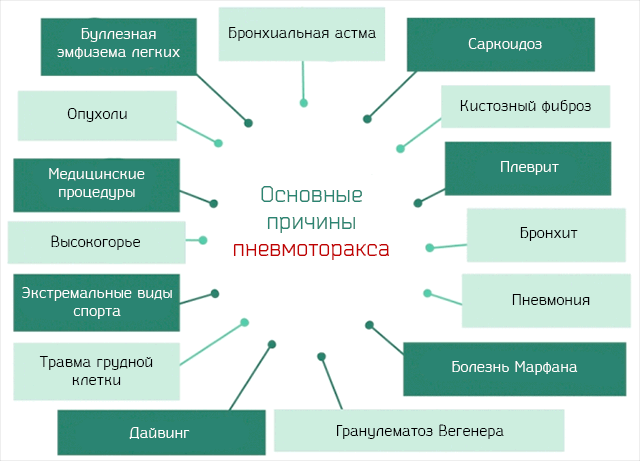 Буллезная
эмфизема легких
Бронхиальная астма
Саркоидоз
Опухоли
Кистозный фиброз
Медицинские
процедуры
Плеврит
Основные
причины
пневмоторакса
Высокогорье
Бронхит
Экстремальные виды
спорта
Пневмония
Травма грудной
клетки
Болезнь Марфана
Дайвинг
Гранулематоз Вегенера